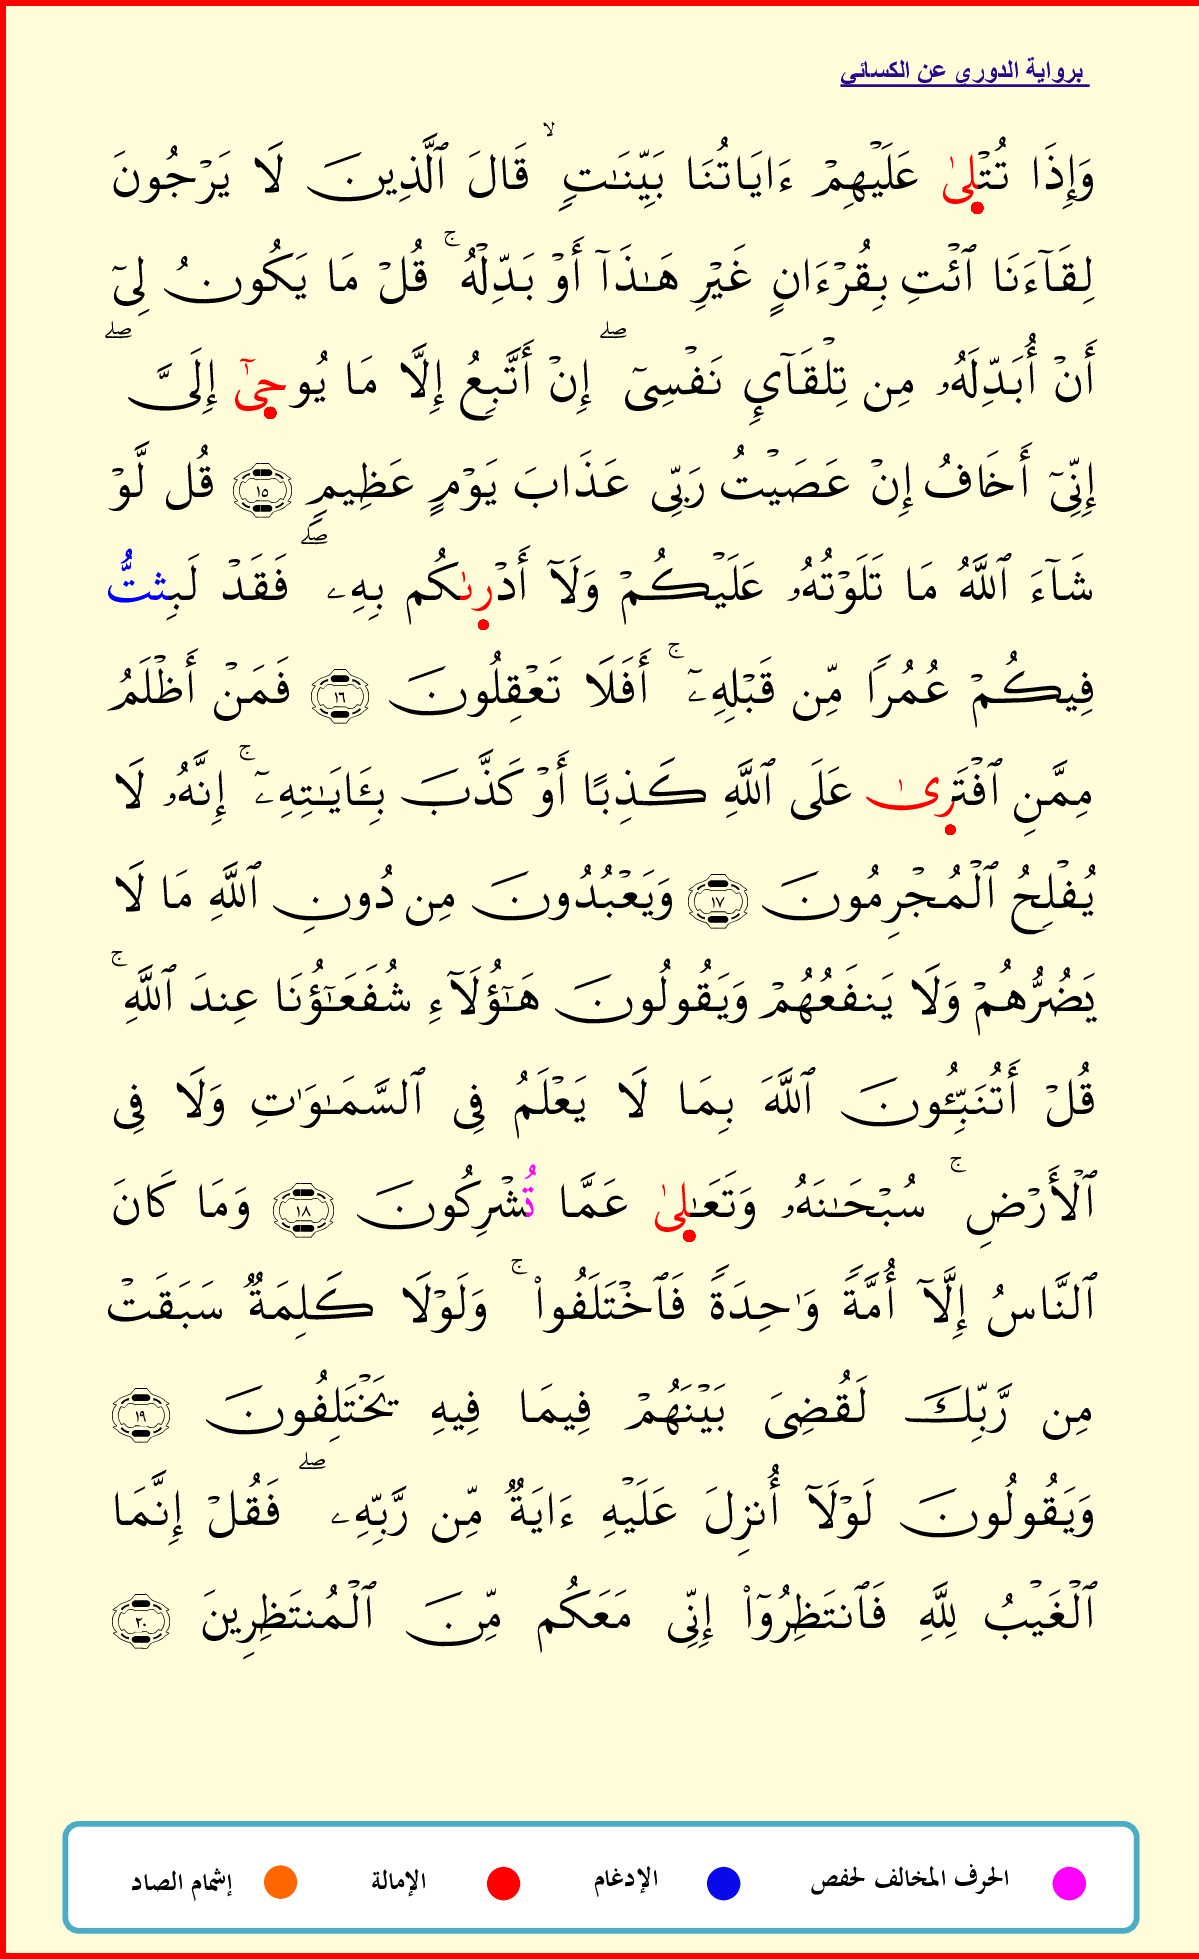 برواية الدوري عن الكسائي
وَإِذَا تُتۡلِىٰ عَلَيۡهِمۡ ءَايَاتُنَا بَيِّنَٰتٖ ۙ قَالَ ٱلَّذِينَ لَا يَرۡجُونَ
لِقَآءَنَا ٱئۡتِ بِقُرۡءَانٍ غَيۡرِ هَٰذَآ أَوۡ بَدِّلۡهُ ۚ قُلۡ مَا يَكُونُ لِىٓ
أَنۡ أُبَدِّلَهُۥ مِن تِلۡقَآيِٕ نَفۡسِىٓ ۖ إِنۡ أَتَّبِعُ إِلَّا مَا يُوحِىٰٓ إِلَىَّ ۖ
إِنِّىٓ أَخَافُ إِنۡ عَصَيۡتُ رَبِّى عَذَابَ يَوۡمٍ عَظِيمٖ ١٥ قُل لَّوۡ
شَآءَ ٱللَّهُ مَا تَلَوۡتُهُۥ عَلَيۡكُمۡ وَلَآ أَدۡرِىٰكُم بِهِۦ ۖ فَقَدۡ لَبِثتُّ
فِيكُمۡ عُمُرٗا مِّن قَبۡلِهِۦٓ ۚ أَفَلَا تَعۡقِلُونَ ١٦ فَمَنۡ أَظۡلَمُ
مِمَّنِ ٱفۡتَرِىٰ عَلَى ٱللَّهِ كَذِبًا أَوۡ كَذَّبَ بِـَٔايَٰتِهِۦٓ ۚ إِنَّهُۥ لَا
يُفۡلِحُ ٱلۡمُجۡرِمُونَ ١٧ وَيَعۡبُدُونَ مِن دُونِ ٱللَّهِ مَا لَا
يَضُرُّهُمۡ وَلَا يَنفَعُهُمۡ وَيَقُولُونَ هَٰٓؤُلَآءِ شُفَعَٰٓؤُنَا عِندَ ٱللَّهِ ۚ
قُلۡ أَتُنَبِّـُٔونَ ٱللَّهَ بِمَا لَا يَعۡلَمُ فِى ٱلسَّمَٰوَٰتِ وَلَا فِى
ٱلۡأَرۡضِ ۚ سُبۡحَٰنَهُۥ وَتَعَٰلِىٰ عَمَّا تُشۡرِكُونَ ١٨ وَمَا كَانَ
ٱلنَّاسُ إِلَّآ أُمَّةٗ وَٰحِدَةٗ فَٱخۡتَلَفُواْ ۚ وَلَوۡلَا كَلِمَةٞ سَبَقَتۡ
مِن رَّبِّكَ لَقُضِىَ بَيۡنَهُمۡ فِيمَا فِيهِ يَخۡتَلِفُونَ ١٩
وَيَقُولُونَ لَوۡلَآ أُنزِلَ عَلَيۡهِ ءَايَةٞ مِّن رَّبِّهِۦ ۖ فَقُلۡ إِنَّمَا
ٱلۡغَيۡبُ لِلَّهِ فَٱنتَظِرُوٓاْ إِنِّى مَعَكُم مِّنَ ٱلۡمُنتَظِرِينَ ٢٠
الحرف المخالف لحفص الإدغام الإمالة إشمام الصاد